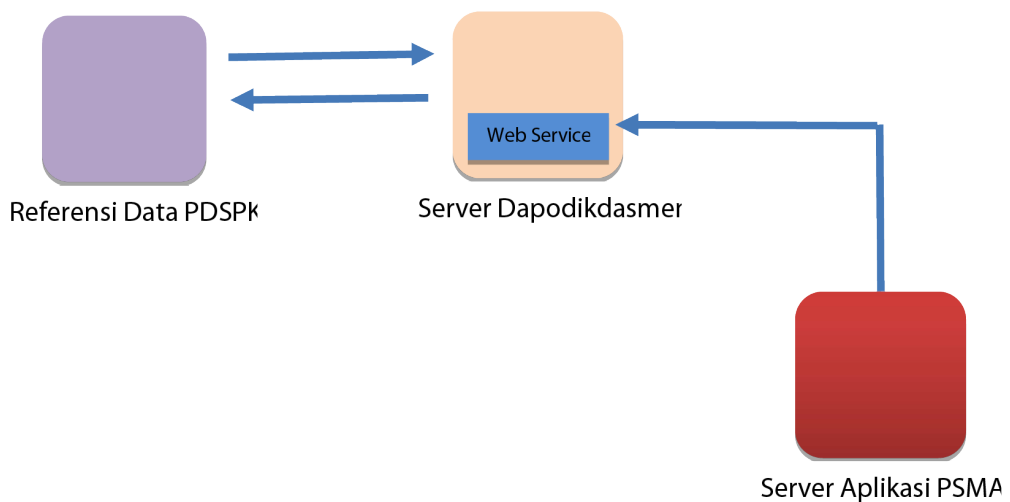 Web Service
Referensi Data PDSPK
Server Dapodikdasmen
Server Aplikasi PSMA